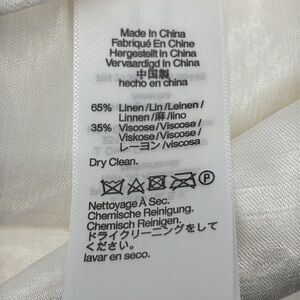 Made In China
Fabriqué En Chine
Hergestellt In China
Vervaardigd In China
中国製
hecho en china
65% Linen/Lin/Leinen/
Linnen/麻/lino
35% Viscose/Viscose/
Viskose/Viscose/
レーヨン/viscosa
Dry Clean.
P
Nettoyage À Sec.
Chemische Reinigung.
Chemisch Reinigen.
ドライクリーニングをして
ください。
lavar en seco.